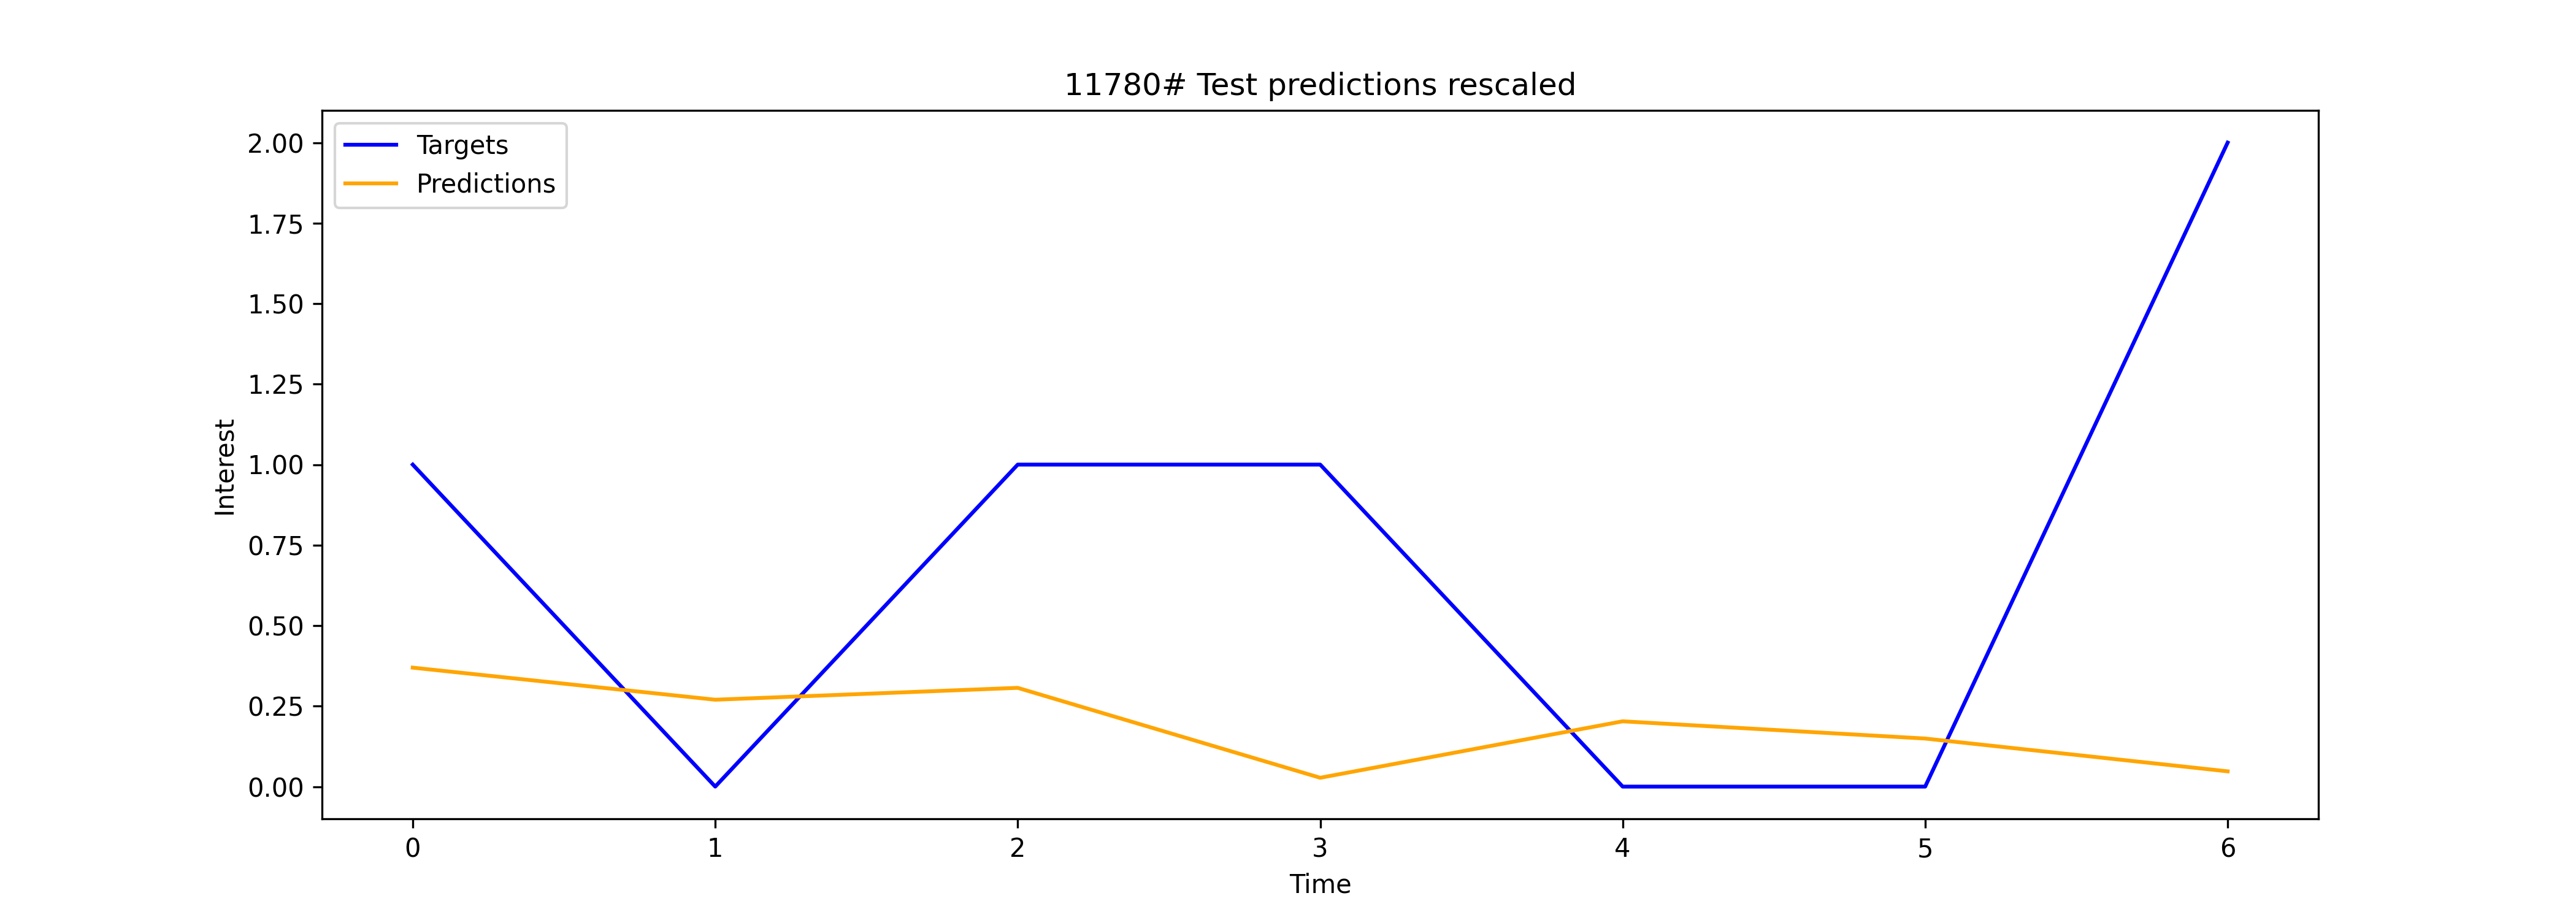 11780# Test predictions rescaled
Targets
Predictions
2.00
1.75
1.50
1.25
1.00
0.75
0.50
0.25
0.00
Interest
0 1 2 3 4 5 6
Time